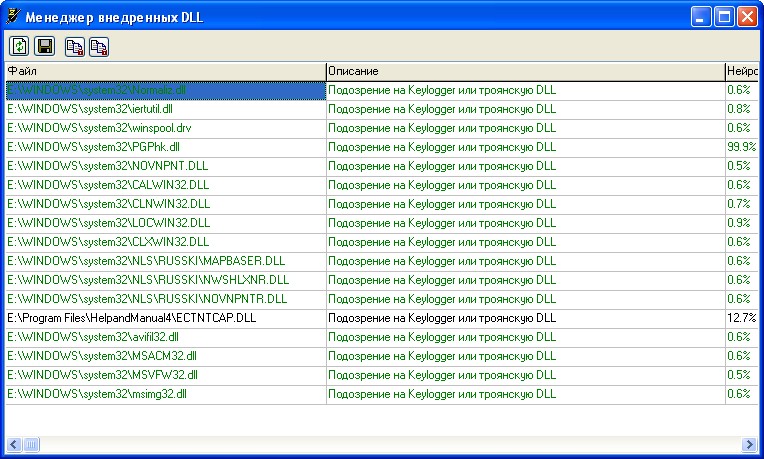 Менеджер внедренных DLL
Файл Описание Нейро
E:\WINDOWS\system32\Normaliz.dll Подозрение на Keylogger или троянскую DLL 0.6%
E:\WINDOWS\system32\iertutil.dll Подозрение на Keylogger или троянскую DLL 0.8%
E:\WINDOWS\system32\winspool.drv Подозрение на Keylogger или троянскую DLL 0.6%
E:\WINDOWS\system32\PGPhk.dll Подозрение на Keylogger или троянскую DLL 99.9%
E:\WINDOWS\system32\NOVNPNT.DLL Подозрение на Keylogger или троянскую DLL 0.5%
E:\WINDOWS\system32\CALWIN32.DLL Подозрение на Keylogger или троянскую DLL 0.6%
E:\WINDOWS\system32\CLNWIN32.DLL Подозрение на Keylogger или троянскую DLL 0.7%
E:\WINDOWS\system32\LOCWIN32.DLL Подозрение на Keylogger или троянскую DLL 0.9%
E:\WINDOWS\system32\CLXWIN32.DLL Подозрение на Keylogger или троянскую DLL 0.6%
E:\WINDOWS\system32\NLS\RUSSKI\MAPBASER.DLL Подозрение на Keylogger или троянскую DLL 0.6%
E:\WINDOWS\system32\NLS\RUSSKI\NWSHLXNR.DLL Подозрение на Keylogger или троянскую DLL 0.6%
E:\WINDOWS\system32\NLS\RUSSKI\NOVNPNTR.DLL Подозрение на Keylogger или троянскую DLL 0.6%
E:\Program Files\HelpandManual4\ECTNTCAP.DLL Подозрение на Keylogger или троянскую DLL 12.7%
E:\WINDOWS\system32\avifil32.dll Подозрение на Keylogger или троянскую DLL 0.6%
E:\WINDOWS\system32\MSACM32.dll Подозрение на Keylogger или троянскую DLL 0.6%
E:\WINDOWS\system32\MSVFW32.dll Подозрение на Keylogger или троянскую DLL 0.5%
E:\WINDOWS\system32\msimg32.dll Подозрение на Keylogger или троянскую DLL 0.6%